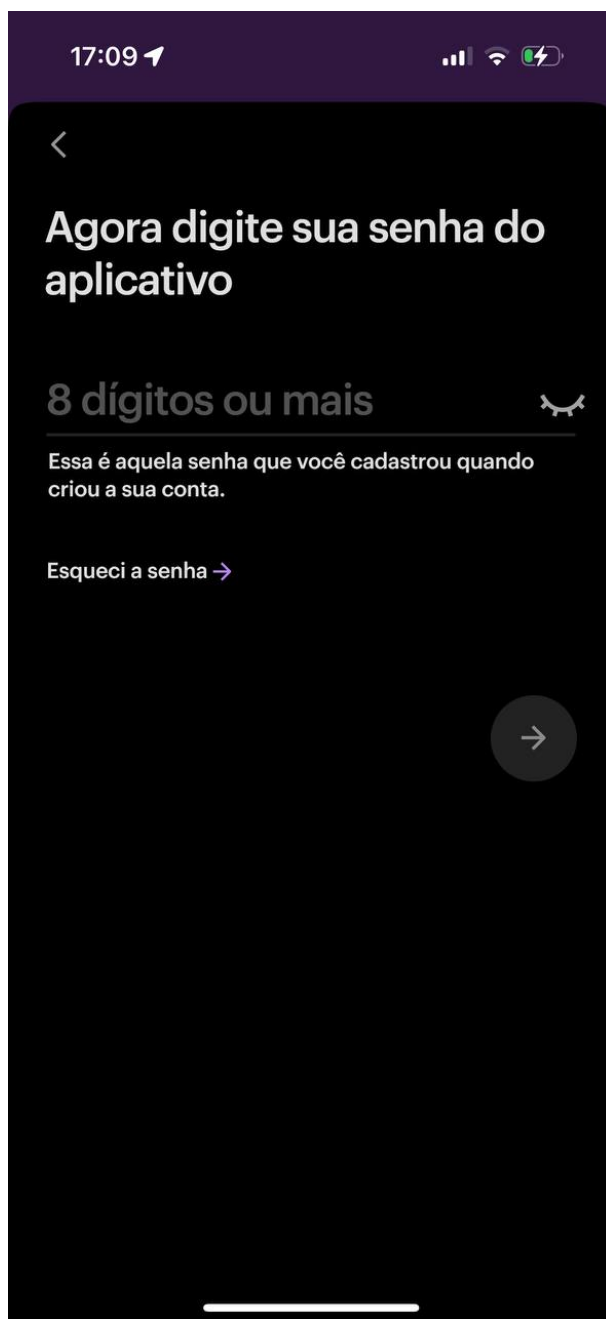 17:09
Agora digite sua senha do
aplicativo
8 dígitos ou mais
Essa é aquela senha que você cadastrou quando
criou a sua conta.
Esqueci a senha →